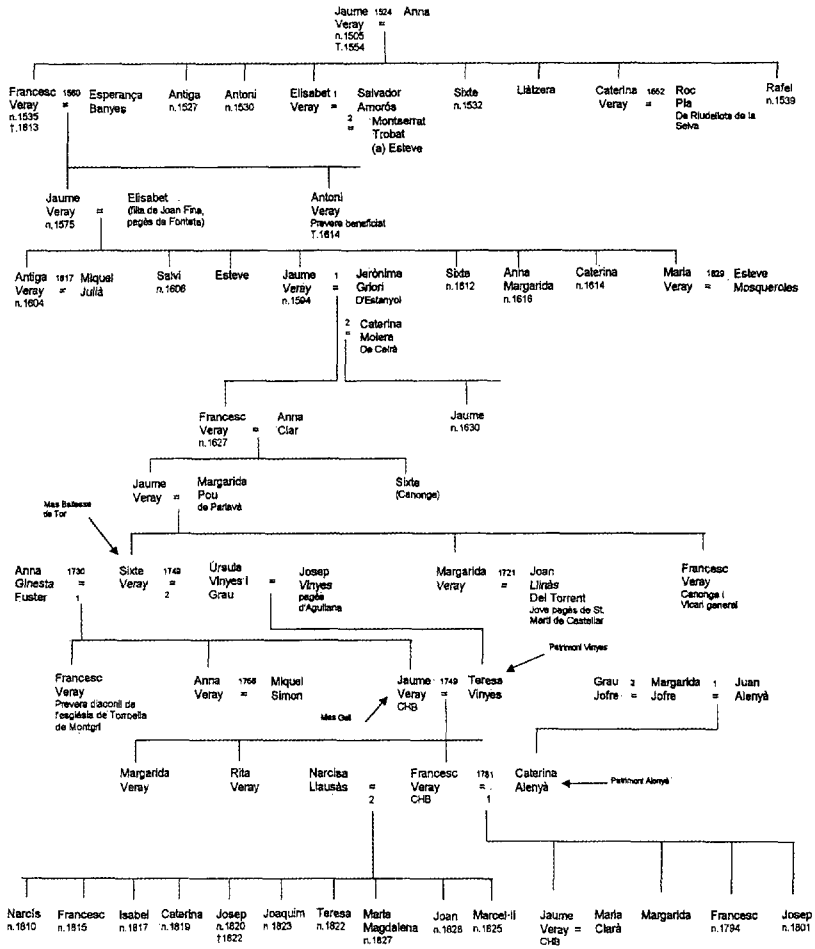 Jaume 1524 Anna
Veray =
n.1505
T.1554
Francesc 1560 Esperança
Veray = Banyes
n.1535
†.1613
Antiga
n.1527
Antoni
n.1530
Elisabet 1 Salvador
Veray = Amorós
2 Montserrat
= Trobat
(a) Esteve
Sixte
n.1532
Llàtzera
Caterina 1552 Roc
Veray = Pla
De Riudellots de la
Selva
Rafel
n.1539
Jaume Elisabet
Veray = (filla de Joan Fina,
n.1575 pagès de Fonteta)
Antoni
Veray
Prevere beneficiat
T.1614
Antiga 1617 Miquel
Veray = Julià
n.1604
Salvi
n.1606
Esteve
Jaume 1 Jerònima
Veray = Griori
n.1594 D'Estanyol
2 Caterina
= Molera
De Celrà
Sixte
n.1612
Anna
Margarida
n.1616
Caterina
n.1614
Maria 1629 Esteve
Veray = Mosqueroles
Francesc Anna
Veray = Clar
n.1627
Jaume
n.1630
Jaume Margarida
Veray = Pou
de Parlavà
Sixte
(Canonge)
Mas Batlessa
de Tor
Anna 1730 Sixte 1749 Úrsula Josep
Ginesta = Veray = Vinyes i = Vinyes
Fuster 1 2 Grau pagès
d'Agullana
Margarida 1721 Joan
Veray = Llinàs
Del Torrent
Jove pagès de St.
Martí de Castellar
Francesc
Veray
Canonge i
Vicari general
Francesc
Veray
Prevere diaconil de
l'església de Torroella
de Montgrí
Anna 1768 Miquel
Veray = Simon
Jaume 1749 Teresa
Veray = Vinyes
CHB
Mas Gell
Patrimoni Vinyes
Grau 2 Margarida 1 Juan
Jofre = Jofre = Alenyà
Margarida
Veray
Rita
Veray
Narcisa Francesc 1781 Caterina
Llausàs = Veray = Alenyà
2 CHB 1
Patrimoni Alenyà
Narcís
n.1810
Francesc
n.1815
Isabel
n.1817
Caterina
n.1819
Josep
n.1820
†1822
Joaquim
n.1823
Teresa
n.1822
Maria
Magdalena
n.1827
Joan
n.1828
Marcel·lí
n.1825
Jaume Maria
Veray = Clarà
CHB
Margarida
Francesc
n.1794
Josep
n.1801